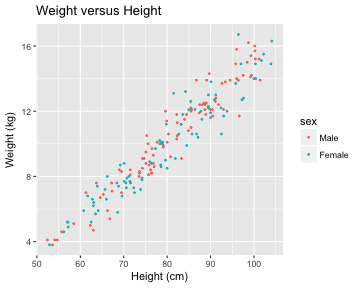 Weight versus Height
Weight (kg)
16
12
8
4
50 60 70 80 90 100
Height (cm)
sex
Male
Female